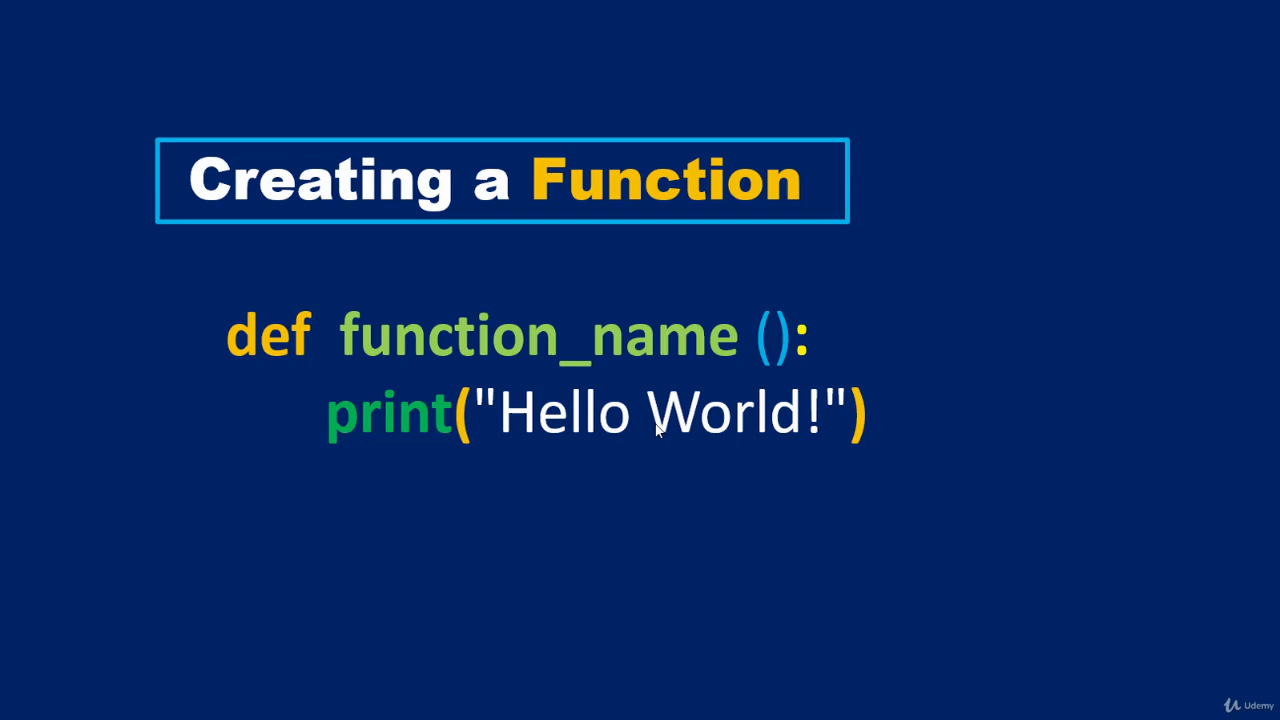 Creating a Function
def function_name ():
print("Hello World!")
Udemy